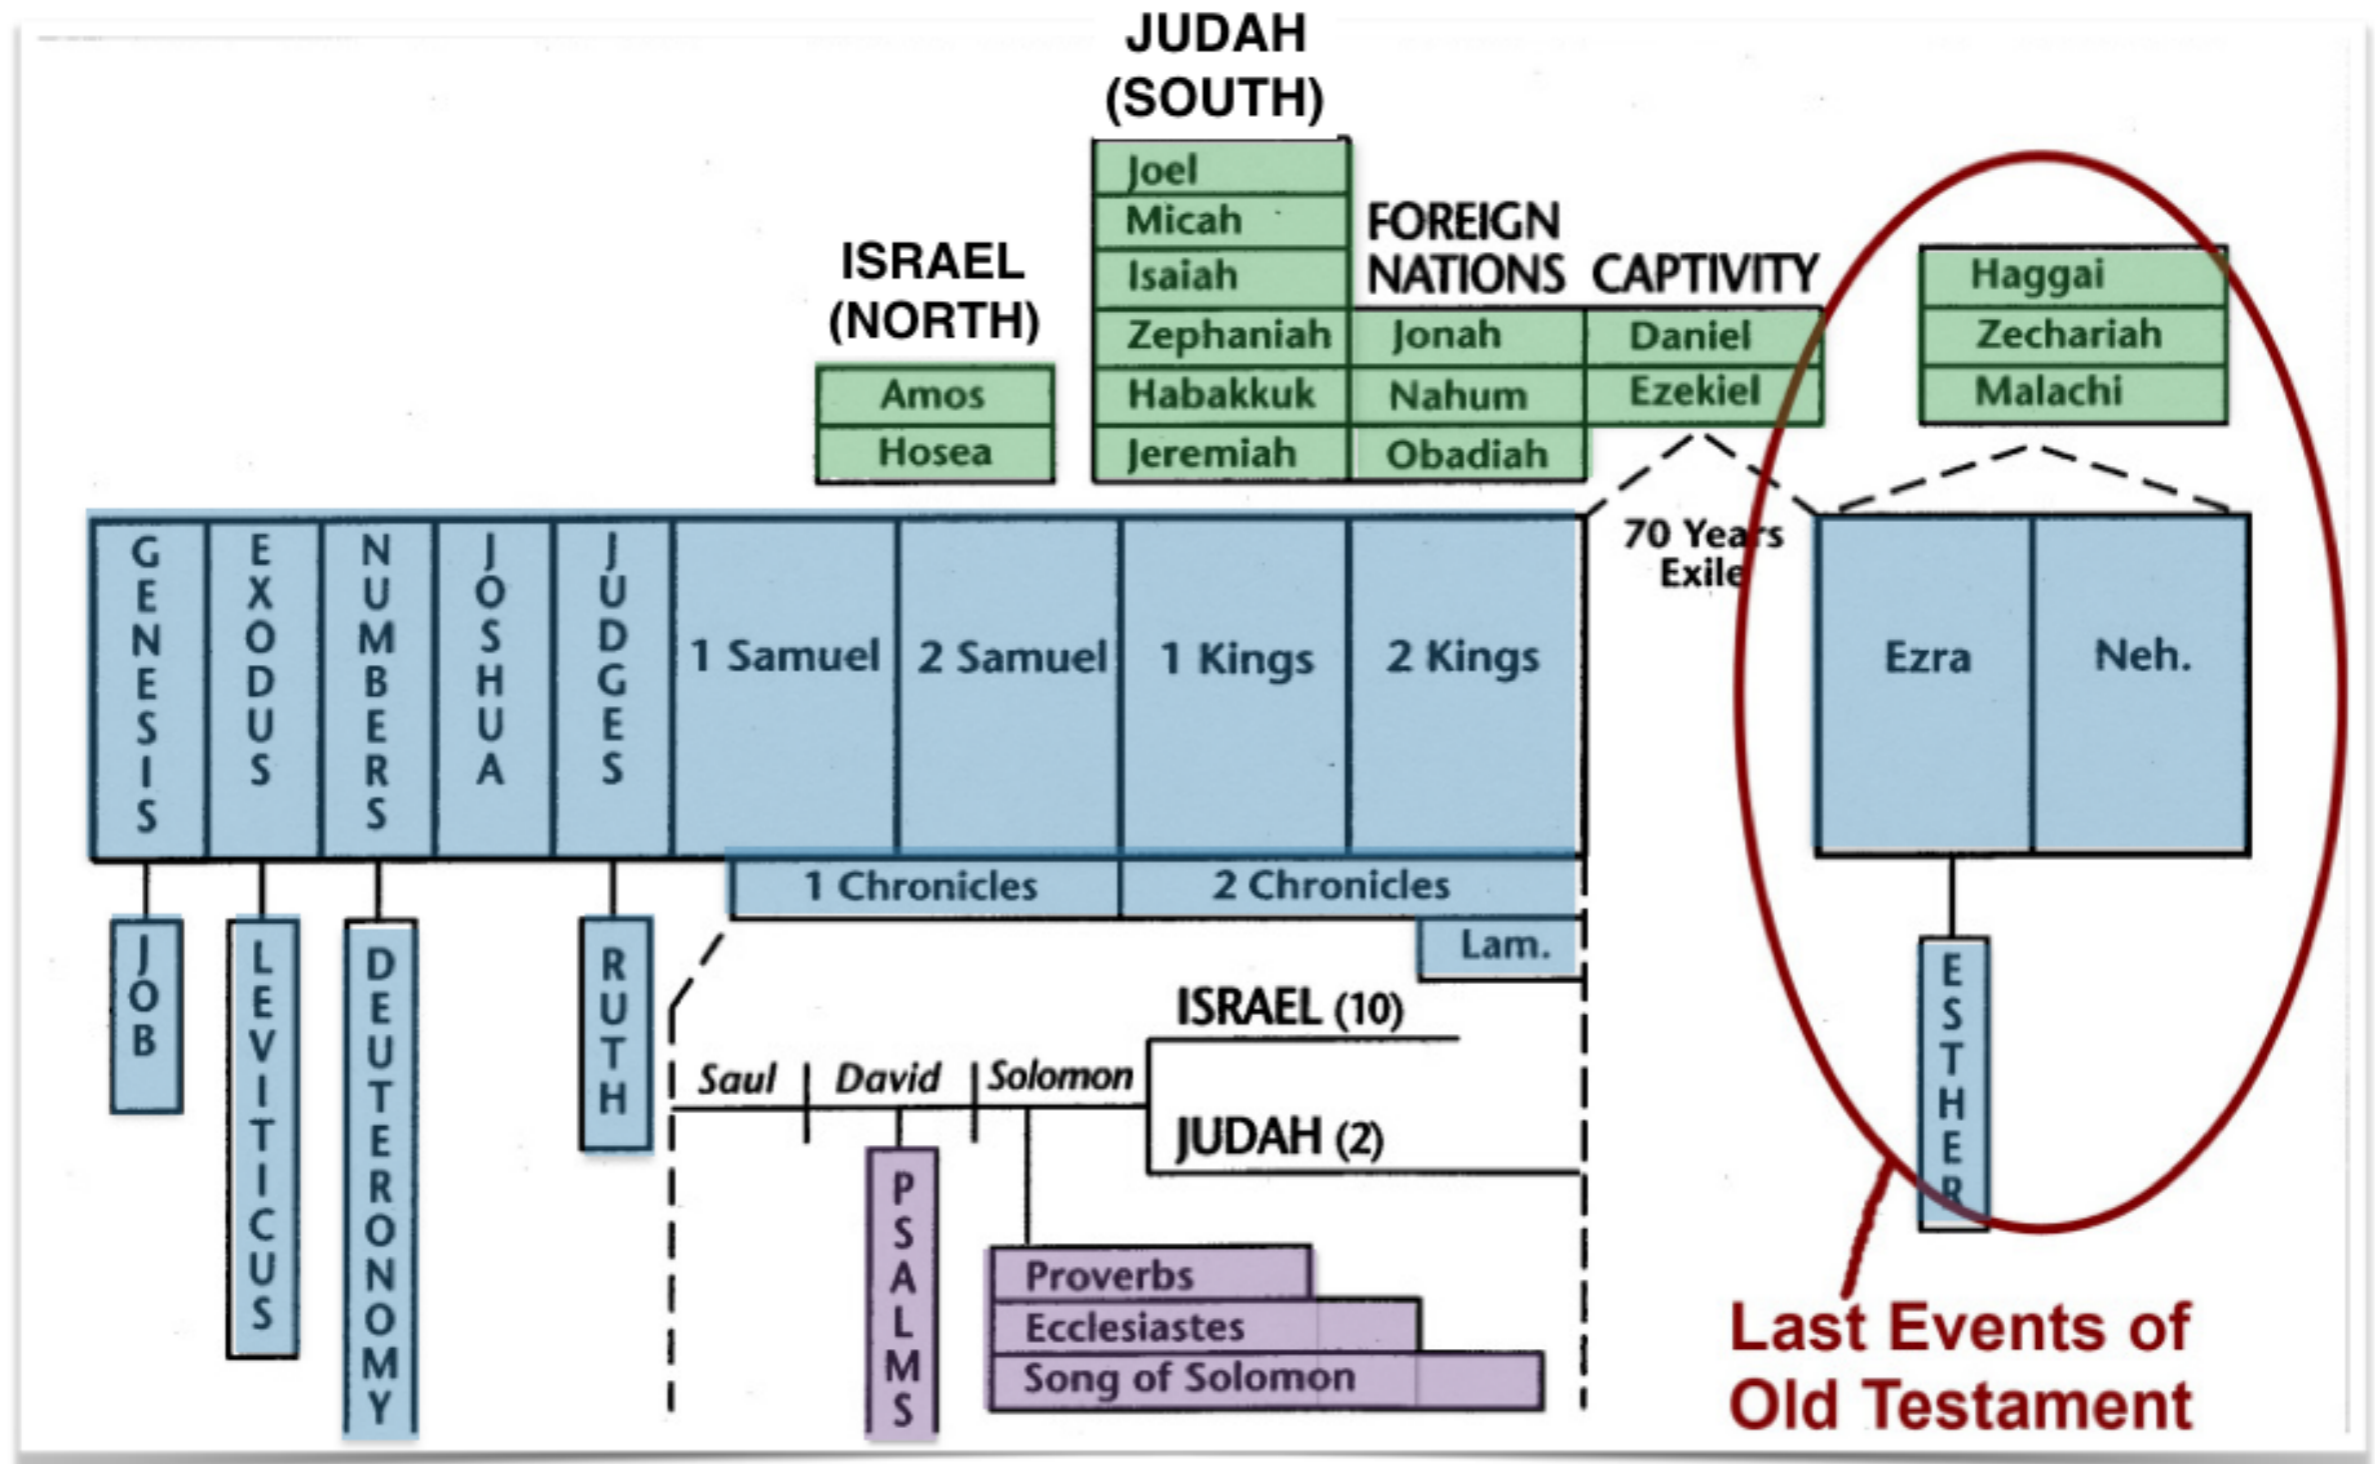 JUDAH
(SOUTH)
Joel
Micah
Isaiah
Zephaniah
Habakkuk
Jeremiah
ISRAEL
(NORTH)
Amos
Hosea
FOREIGN
NATIONS
Jonah
Nahum
Obadiah
CAPTIVITY
Daniel
Ezekiel
Haggai
Zechariah
Malachi
GENESIS
EXODUS
NUMBERS
JOSHUA
JUDGES
1 Samuel
2 Samuel
1 Kings
2 Kings
70 Years
Exile
Ezra
Neh.
1 Chronicles
2 Chronicles
Lam.
JOB
LEVITICUS
DEUTERONOMY
RUTH
ESTHER
ISRAEL (10)
Saul
David
Solomon
JUDAH (2)
PSALMS
Proverbs
Ecclesiastes
Song of Solomon
Last Events of
Old Testament